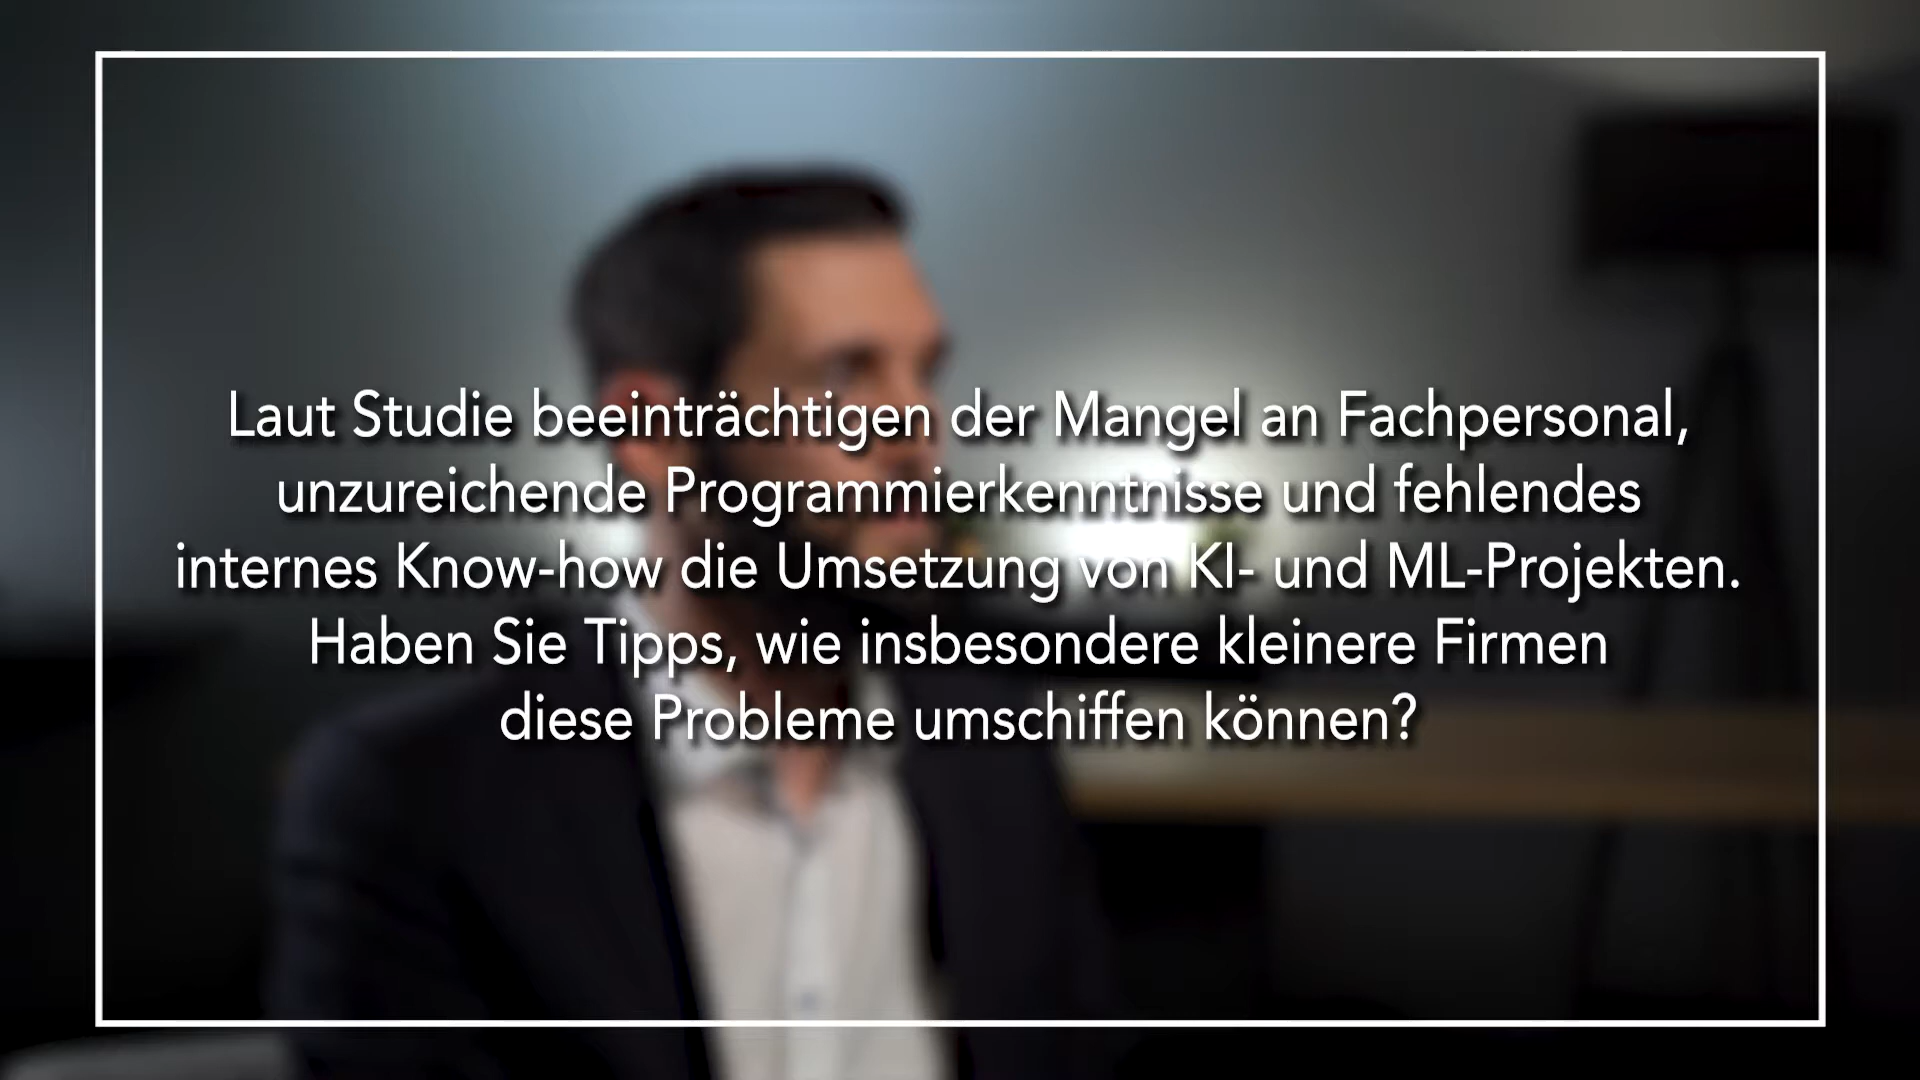 Laut Studie beeinträchtigen der Mangel an Fachpersonal,
unzureichende Programmierkenntnisse und fehlendes
internes Know-how die Umsetzung von KI- und ML-Projekten.
Haben Sie Tipps, wie insbesondere kleinere Firmen
diese Probleme umschiffen können?